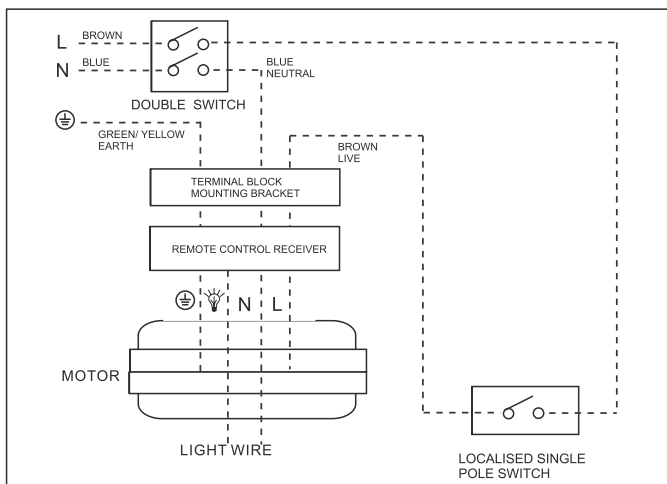 L BROWN
N BLUE
BLUE
NEUTRAL
DOUBLE SWITCH
GREEN/ YELLOW
EARTH
BROWN
LIVE
TERMINAL BLOCK
MOUNTING BRACKET
REMOTE CONTROL RECEIVER
N L
MOTOR
LIGHT WIRE
LOCALISED SINGLE
POLE SWITCH